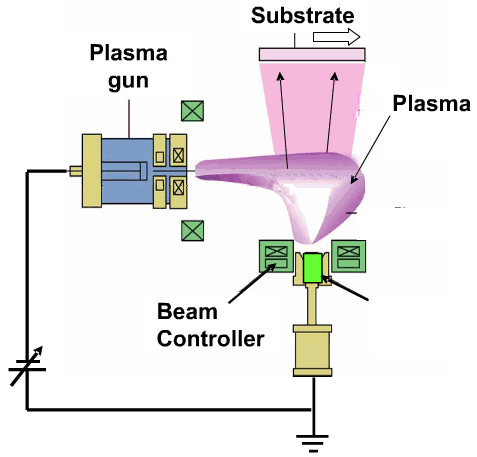 Substrate
Plasma
gun
Plasma
Beam
Controller